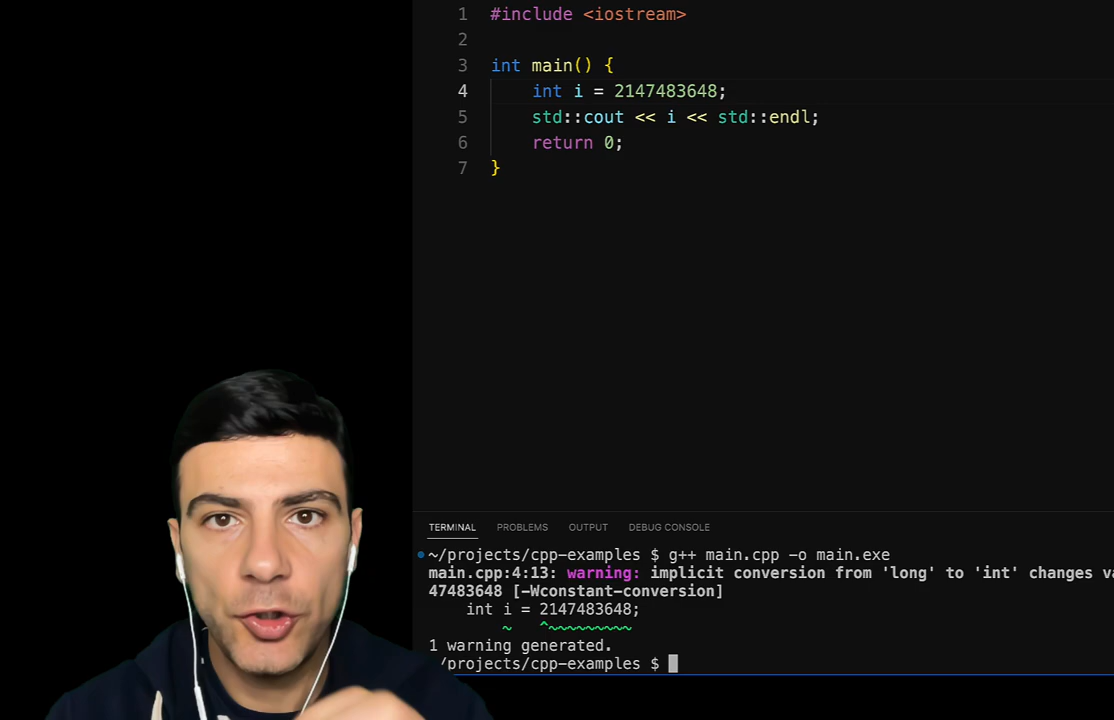 1 #include <iostream>
2
3 int main() {
4 int i = 2147483648;
5 std::cout << i << std::endl;
6 return 0;
7 }
TERMINAL PROBLEMS OUTPUT DEBUG CONSOLE
~/projects/cpp-examples $ g++ main.cpp -o main.exe
main.cpp:4:13: warning: implicit conversion from 'long' to 'int' changes
47483648 [-Wconstant-conversion]
int i = 2147483648;
~ ^~~~~~~~~~
1 warning generated.
/projects/cpp-examples $